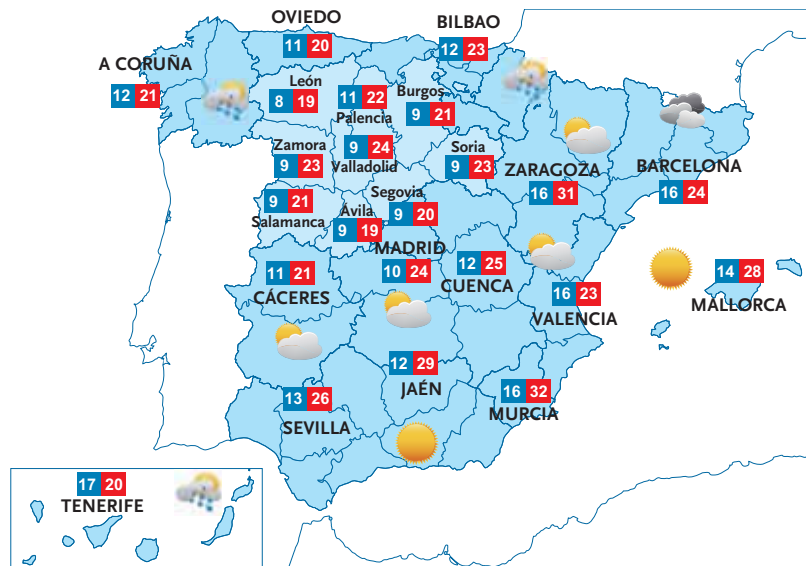 OVIEDO
11 20
BILBAO
12 23
A CORUÑA
12 21
León
8 19
11 22
Palencia
Burgos
9 21
Zamora
9 23
9 24
Valladolid
Soria
9 23
ZARAGOZA
16 31
BARCELONA
16 24
9 21
Salamanca
Ávila
9 19
Segovia
9 20
MADRID
10 24
12 25
CUENCA
11 21
CÁCERES
16 23
VALENCIA
14 28
MALLORCA
12 29
JAÉN
16 32
MURCIA
13 26
SEVILLA
17 20
TENERIFE